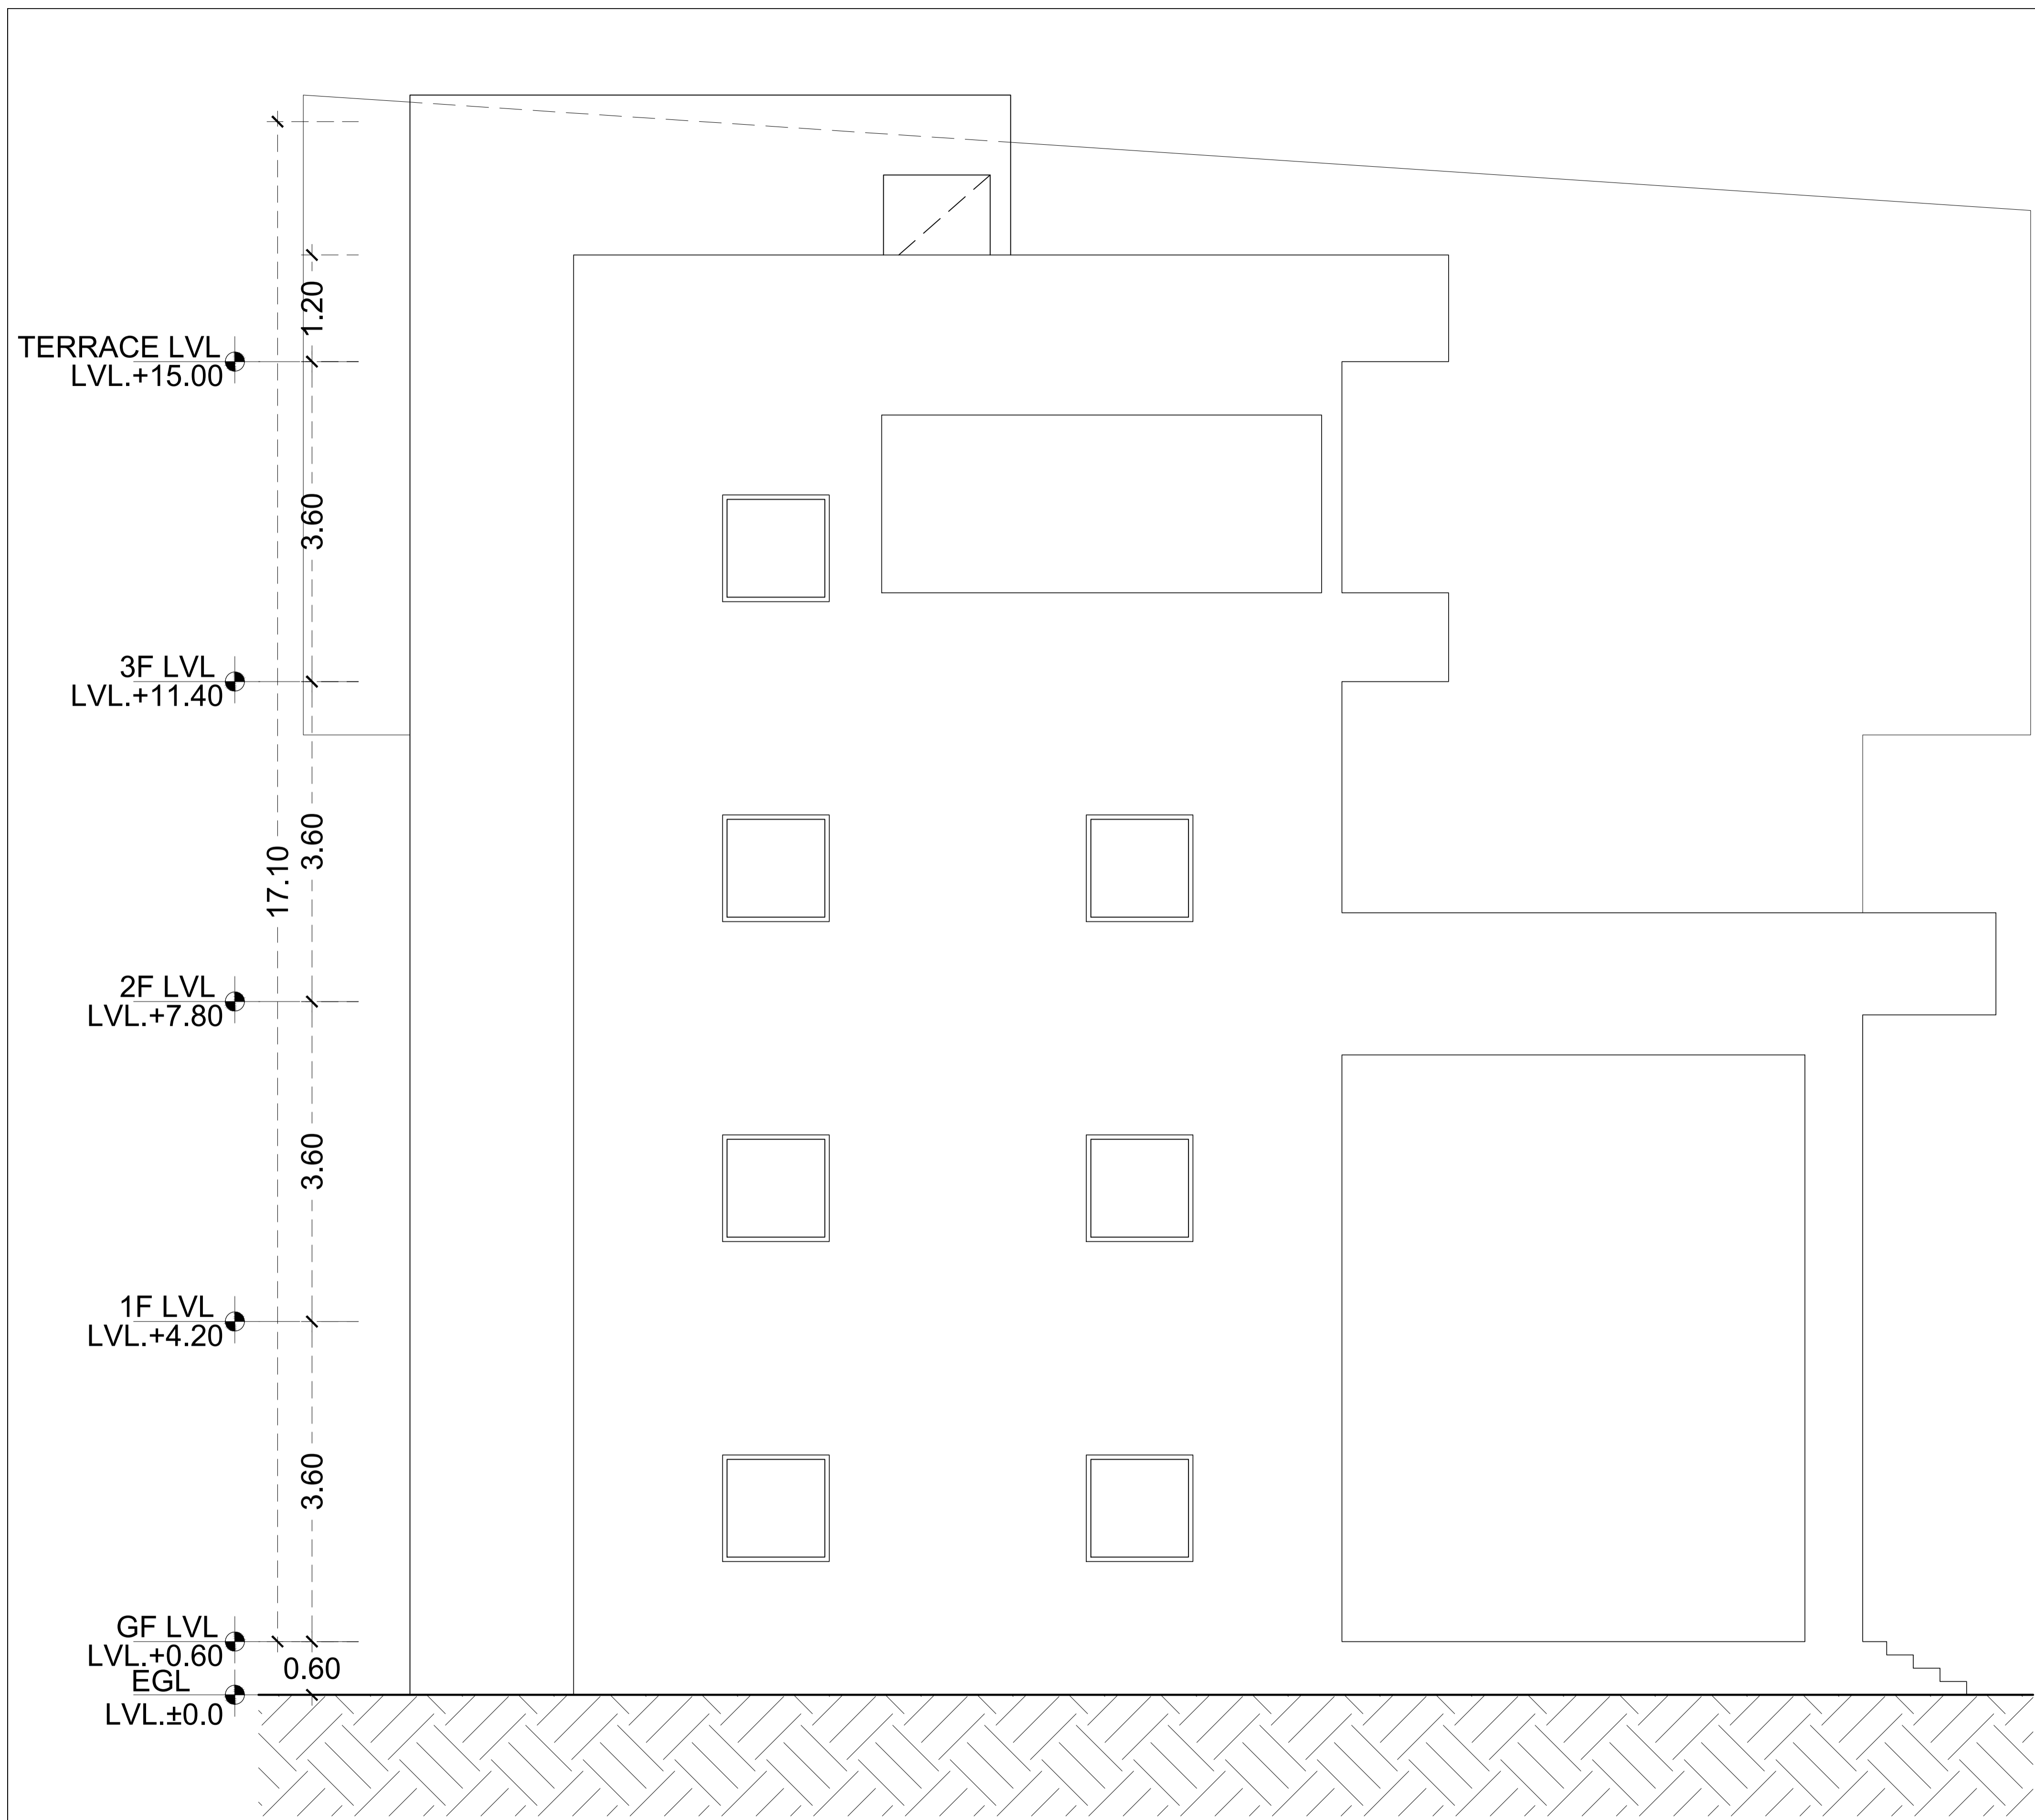 1.20
TERRACE LVL
LVL.+15.00
3.60
3F LVL
LVL.+11.40
3.60
17.10
2F LVL
LVL.+7.80
3.60
1F LVL
LVL.+4.20
3.60
GF LVL
LVL.+0.60
0.60
EGL
LVL.±0.0